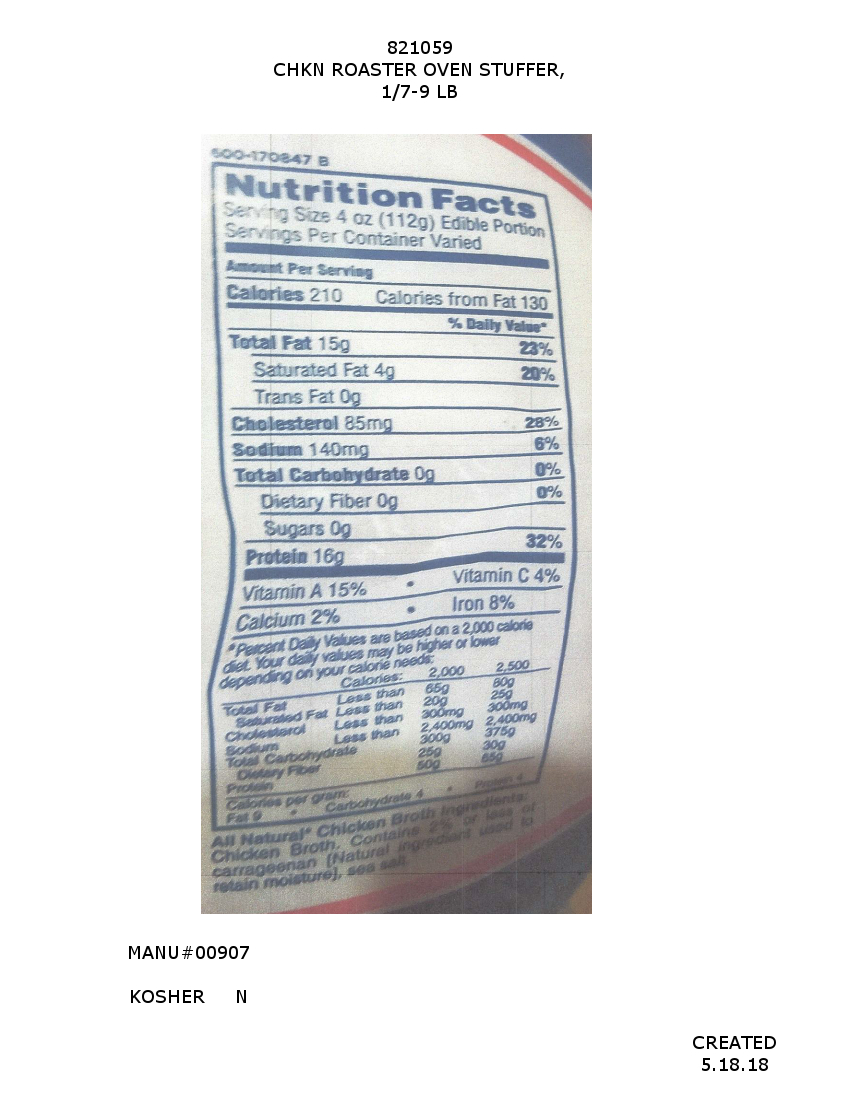 821059
CHKN ROASTER OVEN STUFFER,
1/7-9 LB
600-170847 B
Nutrition Facts
Serving Size 4 oz (112g) Edible Portion
Servings Per Container Varied
Amount Per Serving
Calories 210 Calories from Fat 130
% Daily Value*
Total Fat 15g 23%
Saturated Fat 4g 20%
Trans Fat 0g
Cholesterol 85mg 28%
Sodium 140mg 6%
Total Carbohydrate 0g 0%
Dietary Fiber 0g 0%
Sugars 0g
Protein 16g 32%
Vitamin A 15% • Vitamin C 4%
Calcium 2% • Iron 8%
*Percent Daily Values are based on a 2,000 calorie
diet. Your daily values may be higher or lower
depending on your calorie needs:
Calories: 2,000 2,500
Total Fat Less than 65g 80g
Saturated Fat Less than 20g 25g
Cholesterol Less than 300mg 300mg
Sodium Less than 2,400mg 2,400mg
Total Carbohydrate 300g 375g
Dietary Fiber 25g 30g
Protein 50g 65g
Calories per gram:
Fat 9 • Carbohydrate 4 • Protein 4
All Natural* Chicken Broth Ingredients:
Chicken Broth. Contains 2% or less of
carrageenan [Natural ingredient used to
retain moisture], sea salt.
MANU#00907
KOSHER N
CREATED
5.18.18